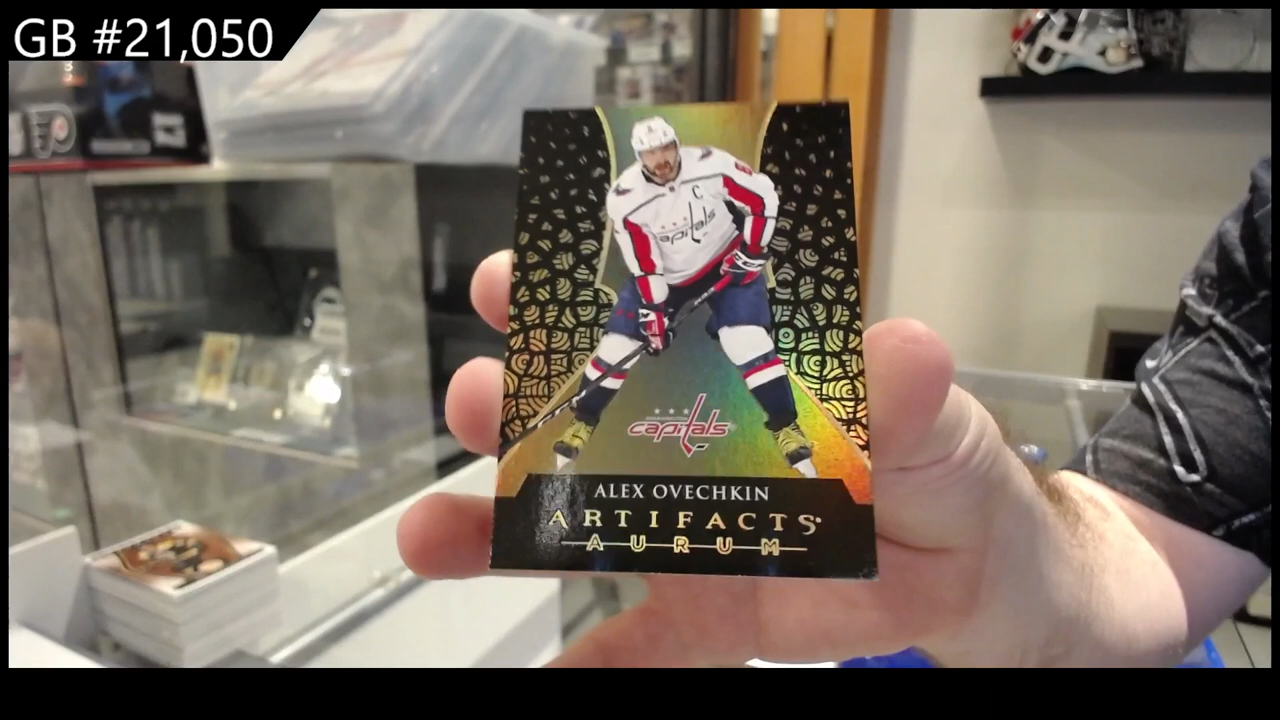 GB #21,050
C
capitals
capitals
ALEX OVECHKIN
ARTIFACTS
AURUM